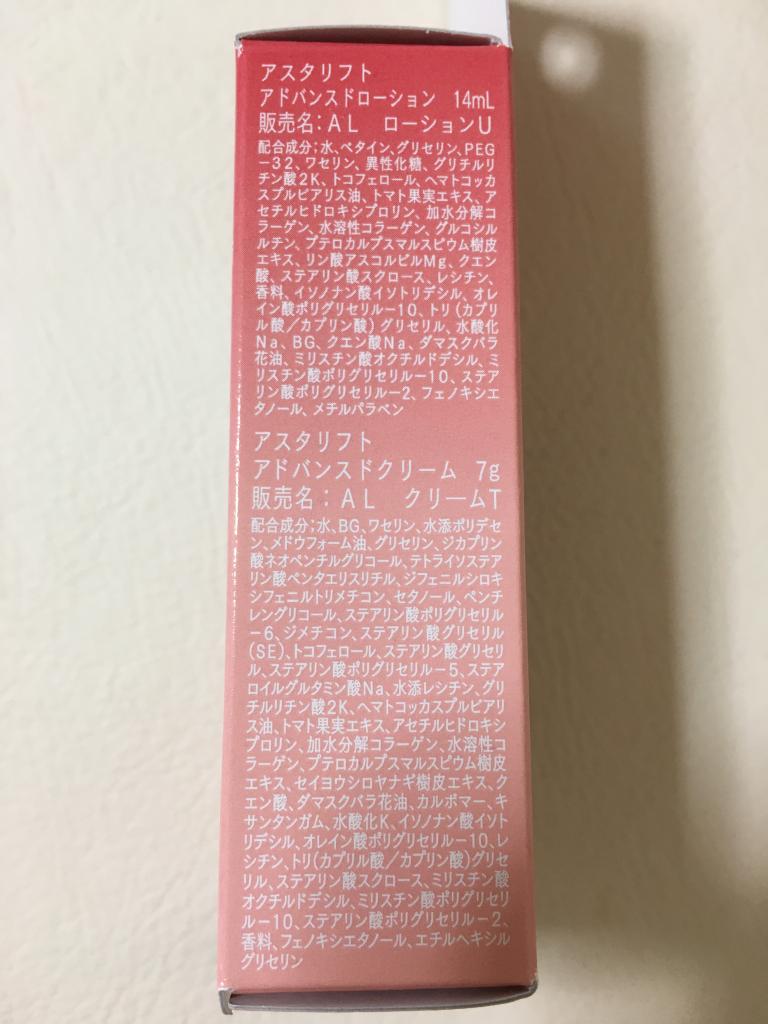 アスタリフト
アドバンスドローション 14mL
販売名：ＡＬ ローションU
配合成分；水、ベタイン、グリセリン、PEG
－３２、ワセリン、異性化糖、グリチルリ
チン酸２K、トコフェロール、ヘマトコッカ
スプルビアリス油、トマト果実エキス、ア
セチルヒドロキシプロリン、加水分解コ
ラーゲン、水溶性コラーゲン、グルコシル
ルチン、プテロカルプスマルスピウム樹皮
エキス、リン酸アスコルビルMg、クエン
酸、ステアリン酸スクロース、レシチン、
香料、イソノナン酸イソトリデシル、オレ
イン酸ポリグリセリル－10、トリ（カプリ
ル酸／カプリン酸）グリセリル、水酸化
Na、BG、クエン酸Na、ダマスクバラ
花油、ミリスチン酸オクチルドデシル、ミ
リスチン酸ポリグリセリル－10、ステア
リン酸ポリグリセリル－2、フェノキシエ
タノール、メチルパラベン
アスタリフト
アドバンスドクリーム 7g
販売名：ＡＬ クリームT
配合成分；水、BG、ワセリン、水添ポリデセ
ン、メドウフォーム油、グリセリン、ジカプリン
酸ネオペンチルグリコール、テトライソステア
リン酸ペンタエリスリチル、ジフェニルシロキ
シフェニルトリメチコン、セタノール、ペンチ
レングリコール、ステアリン酸ポリグリセリル
－6、ジメチコン、ステアリン酸グリセリル
(SE)、トコフェロール、ステアリン酸グリセリ
ル、ステアリン酸ポリグリセリル－5、ステア
ロイルグルタミン酸Na、水添レシチン、グリ
チルリチン酸2K、ヘマトコッカスプルビアリ
ス油、トマト果実エキス、アセチルヒドロキシ
プロリン、加水分解コラーゲン、水溶性コ
ラーゲン、プテロカルプスマルスピウム樹皮
エキス、セイヨウシロヤナギ樹皮エキス、ク
エン酸、ダマスクバラ花油、カルボマー、キ
サンタンガム、水酸化K、イソノナン酸イソト
リデシル、オレイン酸ポリグリセリル－10、レ
シチン、トリ(カプリル酸／カプリン酸)グリセ
リル、ステアリン酸スクロース、ミリスチン酸
オクチルドデシル、ミリスチン酸ポリグリセリ
ル－10、ステアリン酸ポリグリセリル－2、
香料、フェノキシエタノール、エチルヘキシル
グリセリン